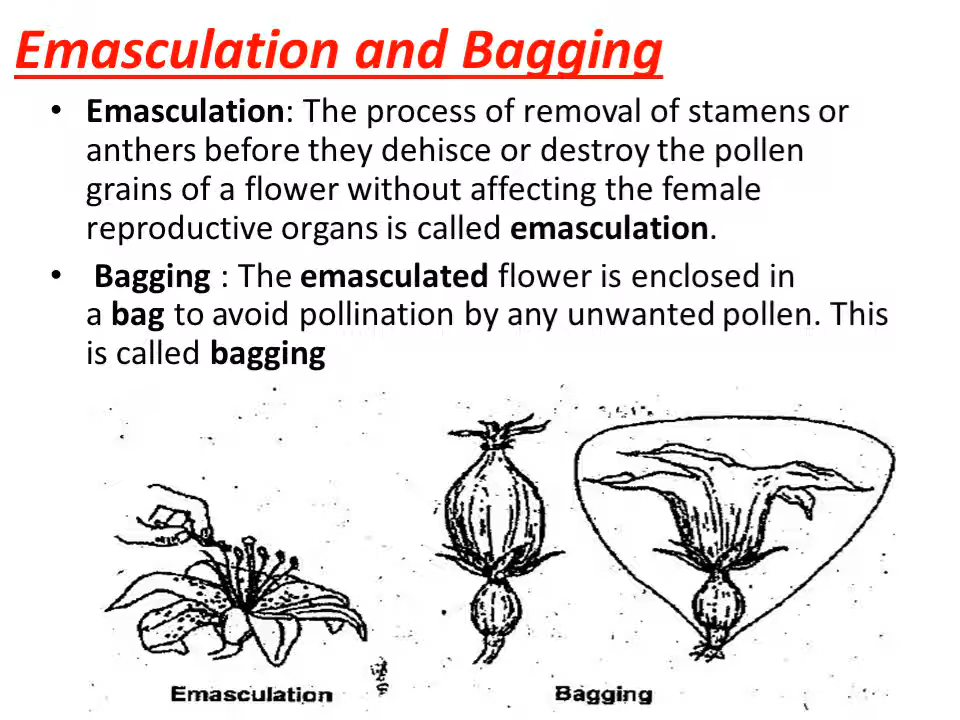 Emasculation and Bagging
• Emasculation: The process of removal of stamens or
anthers before they dehisce or destroy the pollen
grains of a flower without affecting the female
reproductive organs is called emasculation.
• Bagging : The emasculated flower is enclosed in
a bag to avoid pollination by any unwanted pollen. This
is called bagging
Emasculation
Bagging